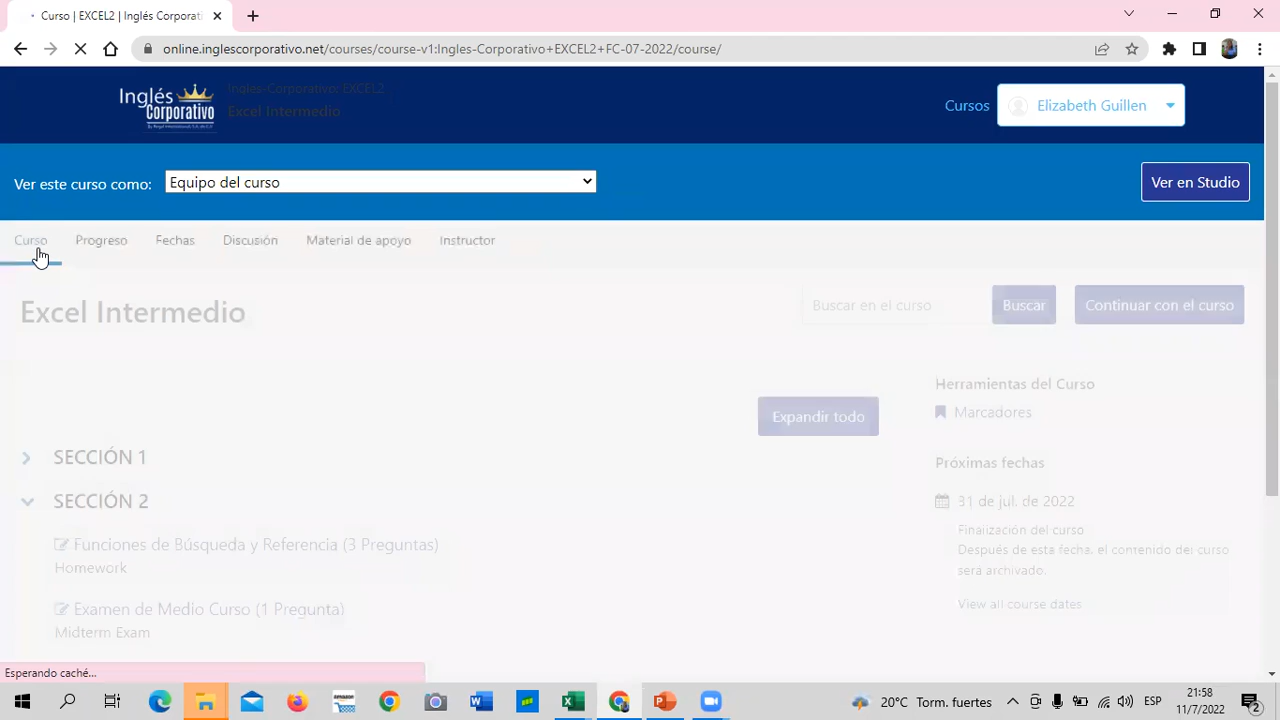 Curso | EXCEL2 | Inglés Corporati
online.inglescorporativo.net/courses/course-v1:Ingles-Corporativo+EXCEL2+FC-07-2022/course/
Inglés
Corporativo
Ingles-Corporativo: EXCEL2
Excel Intermedio
Cursos
Elizabeth Guillen
Ver este curso como:
Equipo del curso
Ver en Studio
Curso
Progreso
Fechas
Discusión
Material de apoyo
Instructor
Excel Intermedio
Buscar en el curso
Buscar
Continuar con el curso
Herramientas del Curso
Expandir todo
Marcadores
SECCIÓN 1
Próximas fechas
SECCIÓN 2
31 de jul. de 2022
Finalización del curso
Funciones de Búsqueda y Referencia (3 Preguntas)
Después de esta fecha, el contenido del curso
Homework
será archivado.
Examen de Medio Curso (1 Pregunta)
View all course dates
Midterm Exam
Esperando caché...
20°C Torm. fuertes
ESP
21:58
11/7/2022
2